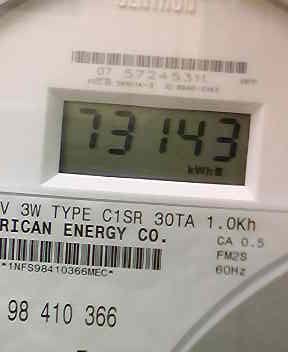 07 57245311
73143
kWh
V 3W TYPE C1SR 30TA 1.0Kh
RICAN ENERGY CO.
CA 0.5
FM2S
60Hz
*1NFS98410366MEC*
98 410 366